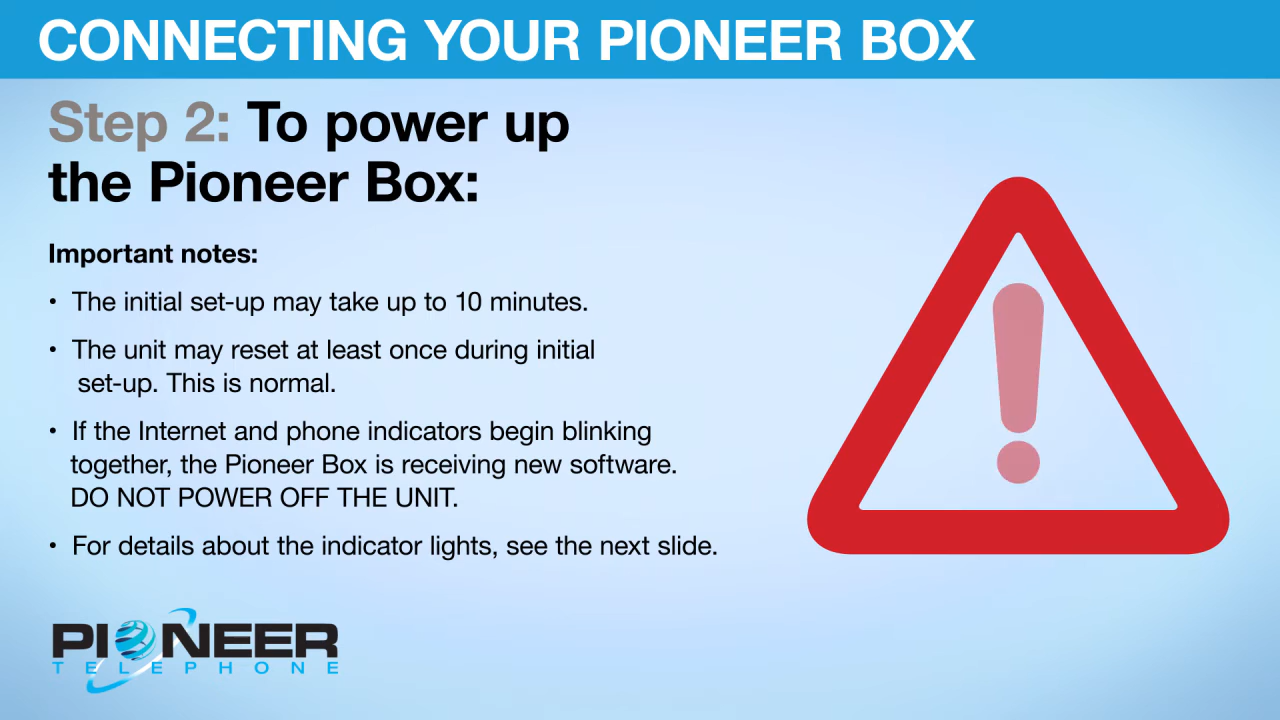 CONNECTING YOUR PIONEER BOX
Step 2: To power up
the Pioneer Box:
Important notes:
• The initial set-up may take up to 10 minutes.
• The unit may reset at least once during initial
set-up. This is normal.
• If the Internet and phone indicators begin blinking
together, the Pioneer Box is receiving new software.
DO NOT POWER OFF THE UNIT.
• For details about the indicator lights, see the next slide.
PIONEER
TELEPHONE